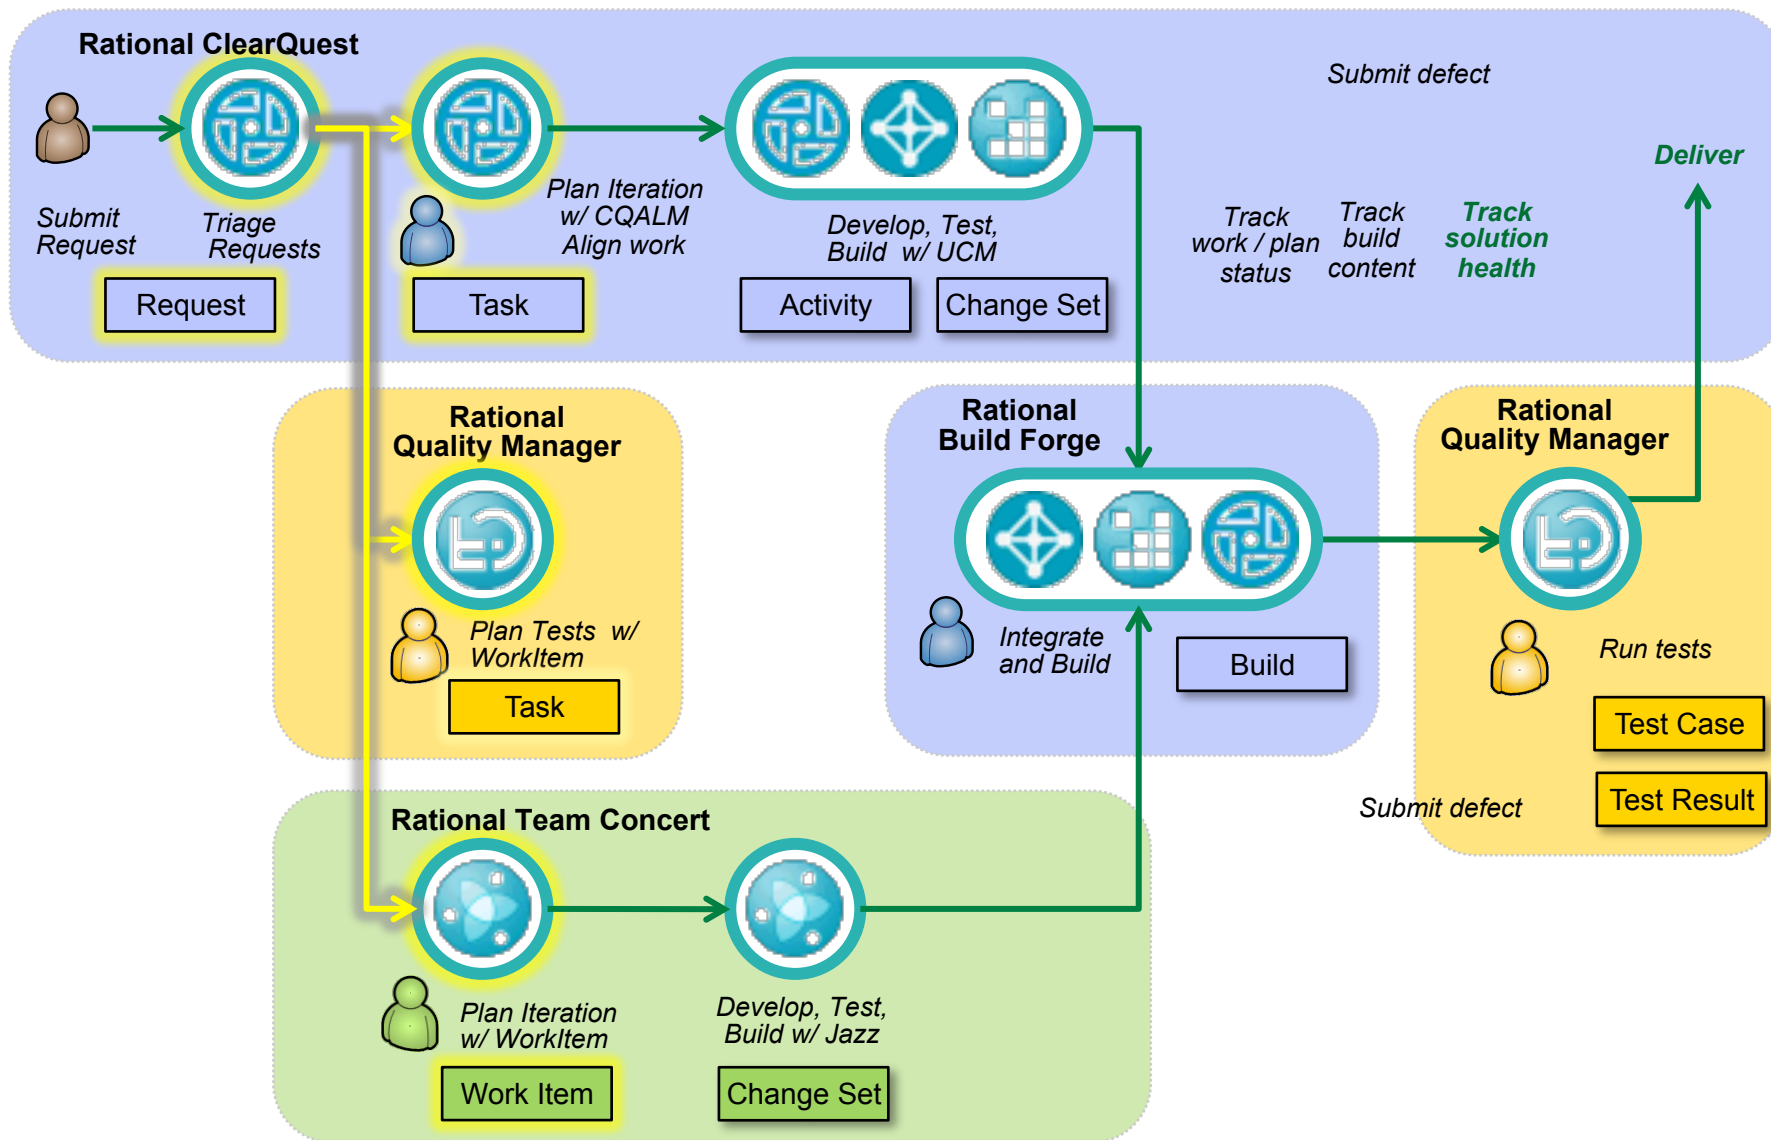 Rational ClearQuest
Submit defect
Deliver
Submit
Request
Triage
Requests
Plan Iteration
w/ CQALM
Align work
Develop, Test,
Build w/ UCM
Track
work / plan
status
Track
build
content
Track
solution
health
Request
Task
Activity
Change Set
Rational
Quality Manager
Plan Tests w/
WorkItem
Task
Rational
Build Forge
Integrate
and Build
Build
Rational
Quality Manager
Run tests
Test Case
Test Result
Submit defect
Rational Team Concert
Plan Iteration
w/ WorkItem
Work Item
Develop, Test,
Build w/ Jazz
Change Set